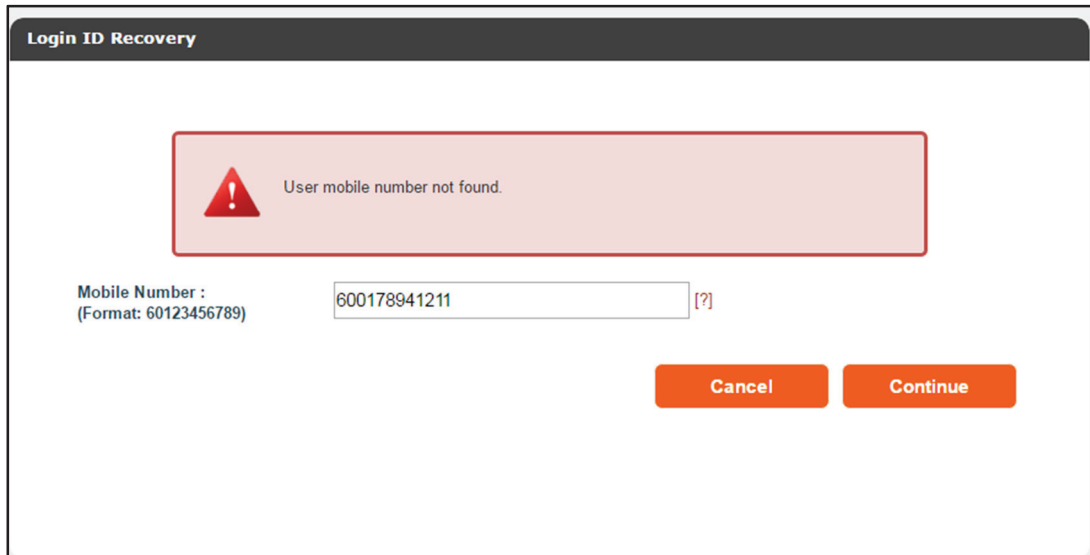 Login ID Recovery
User mobile number not found.
Mobile Number :
(Format: 60123456789)
600178941211
[?]
Cancel
Continue